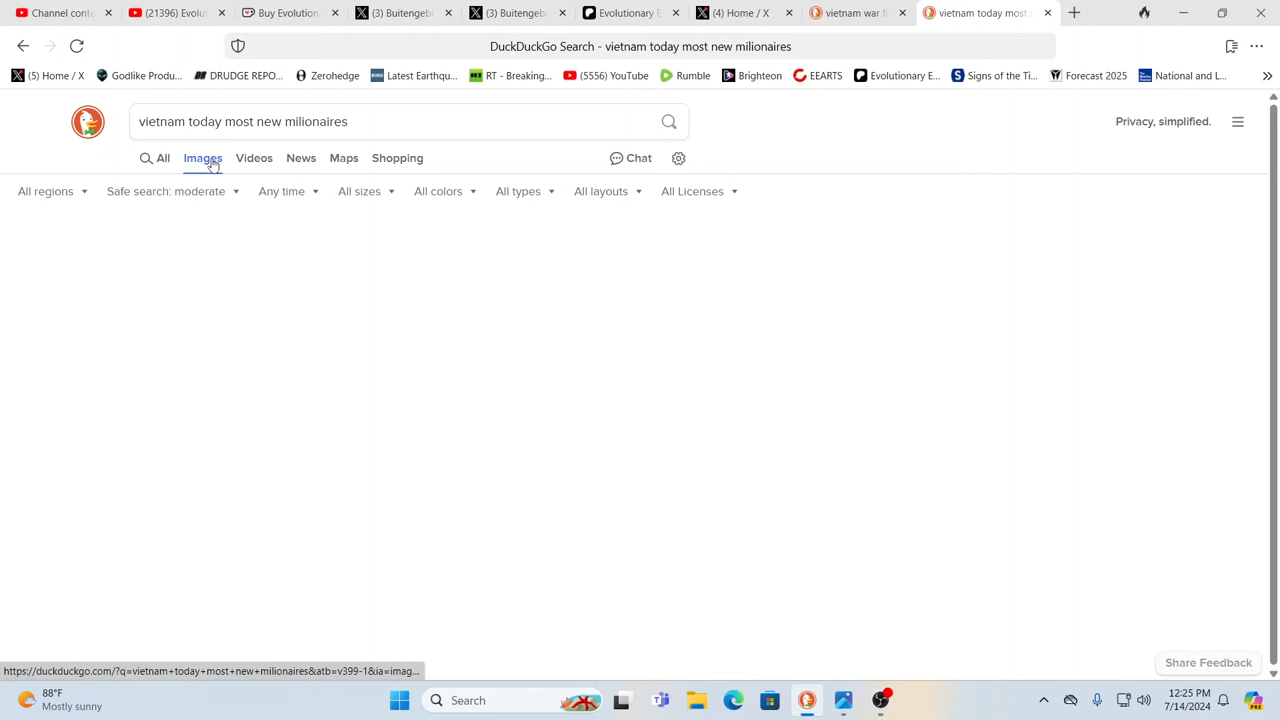 Channel conte
(21396) Evoluti
Buy Evolution
(3) Buitengeb
(3) Buitengeb
Evolutionary E
(4) Home / X
vietnam war f
vietnam today most
DuckDuckGo Search - vietnam today most new milionaires
(5) Home / X
Godlike Produ...
DRUDGE REPO...
Zerohedge
Latest Earthqu...
RT - Breaking...
(5556) YouTube
Rumble
Brighteon
EEARTS
Evolutionary E...
Signs of the Ti...
Forecast 2025
National and L...
vietnam today most new milionaires
Privacy, simplified.
All
Images
Videos
News
Maps
Shopping
Chat
All regions
Safe search: moderate
Any time
All sizes
All colors
All types
All layouts
All Licenses
Share Feedback
https://duckduckgo.com/?q=vietnam+today+most+new+milionaires&atb=v399-1&ia=imag...
88°F
Mostly sunny
Search
12:25 PM
7/14/2024